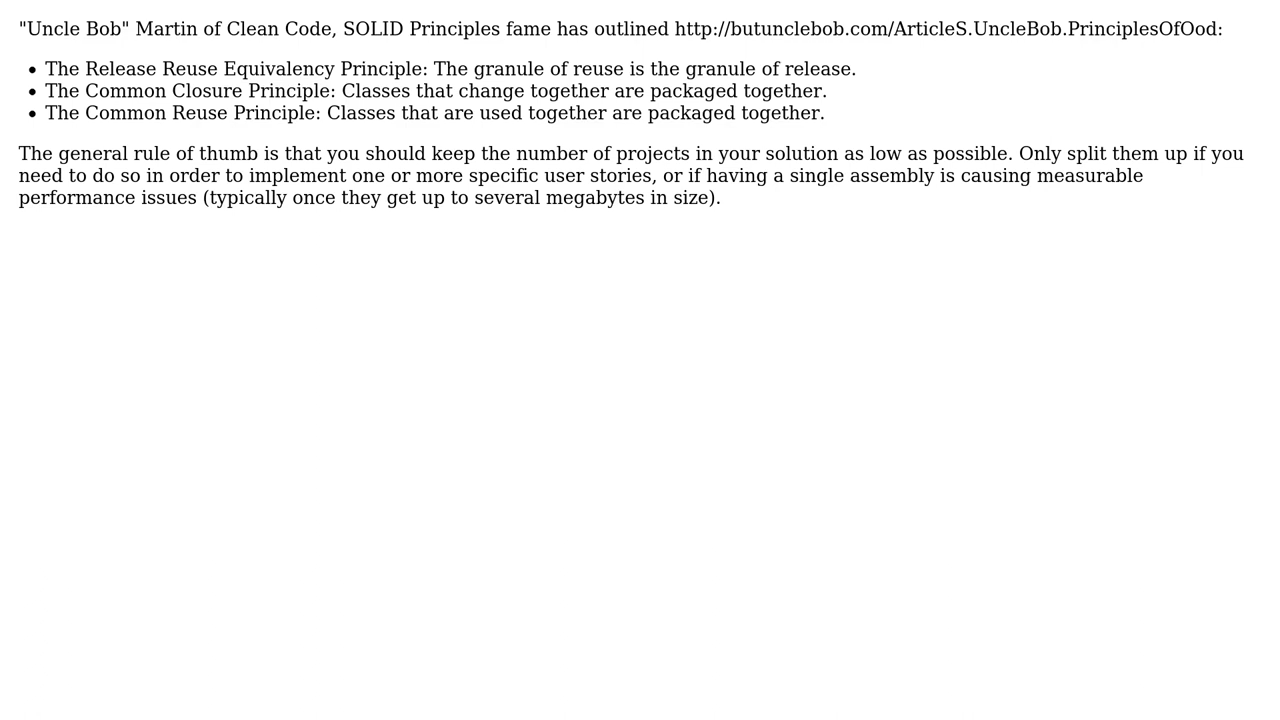 "Uncle Bob" Martin of Clean Code, SOLID Principles fame has outlined http://butunclebob.com/ArticleS.UncleBob.PrinciplesOfOod:
• The Release Reuse Equivalency Principle: The granule of reuse is the granule of release.
• The Common Closure Principle: Classes that change together are packaged together.
• The Common Reuse Principle: Classes that are used together are packaged together.
The general rule of thumb is that you should keep the number of projects in your solution as low as possible. Only split them up if you
need to do so in order to implement one or more specific user stories, or if having a single assembly is causing measurable
performance issues (typically once they get up to several megabytes in size).